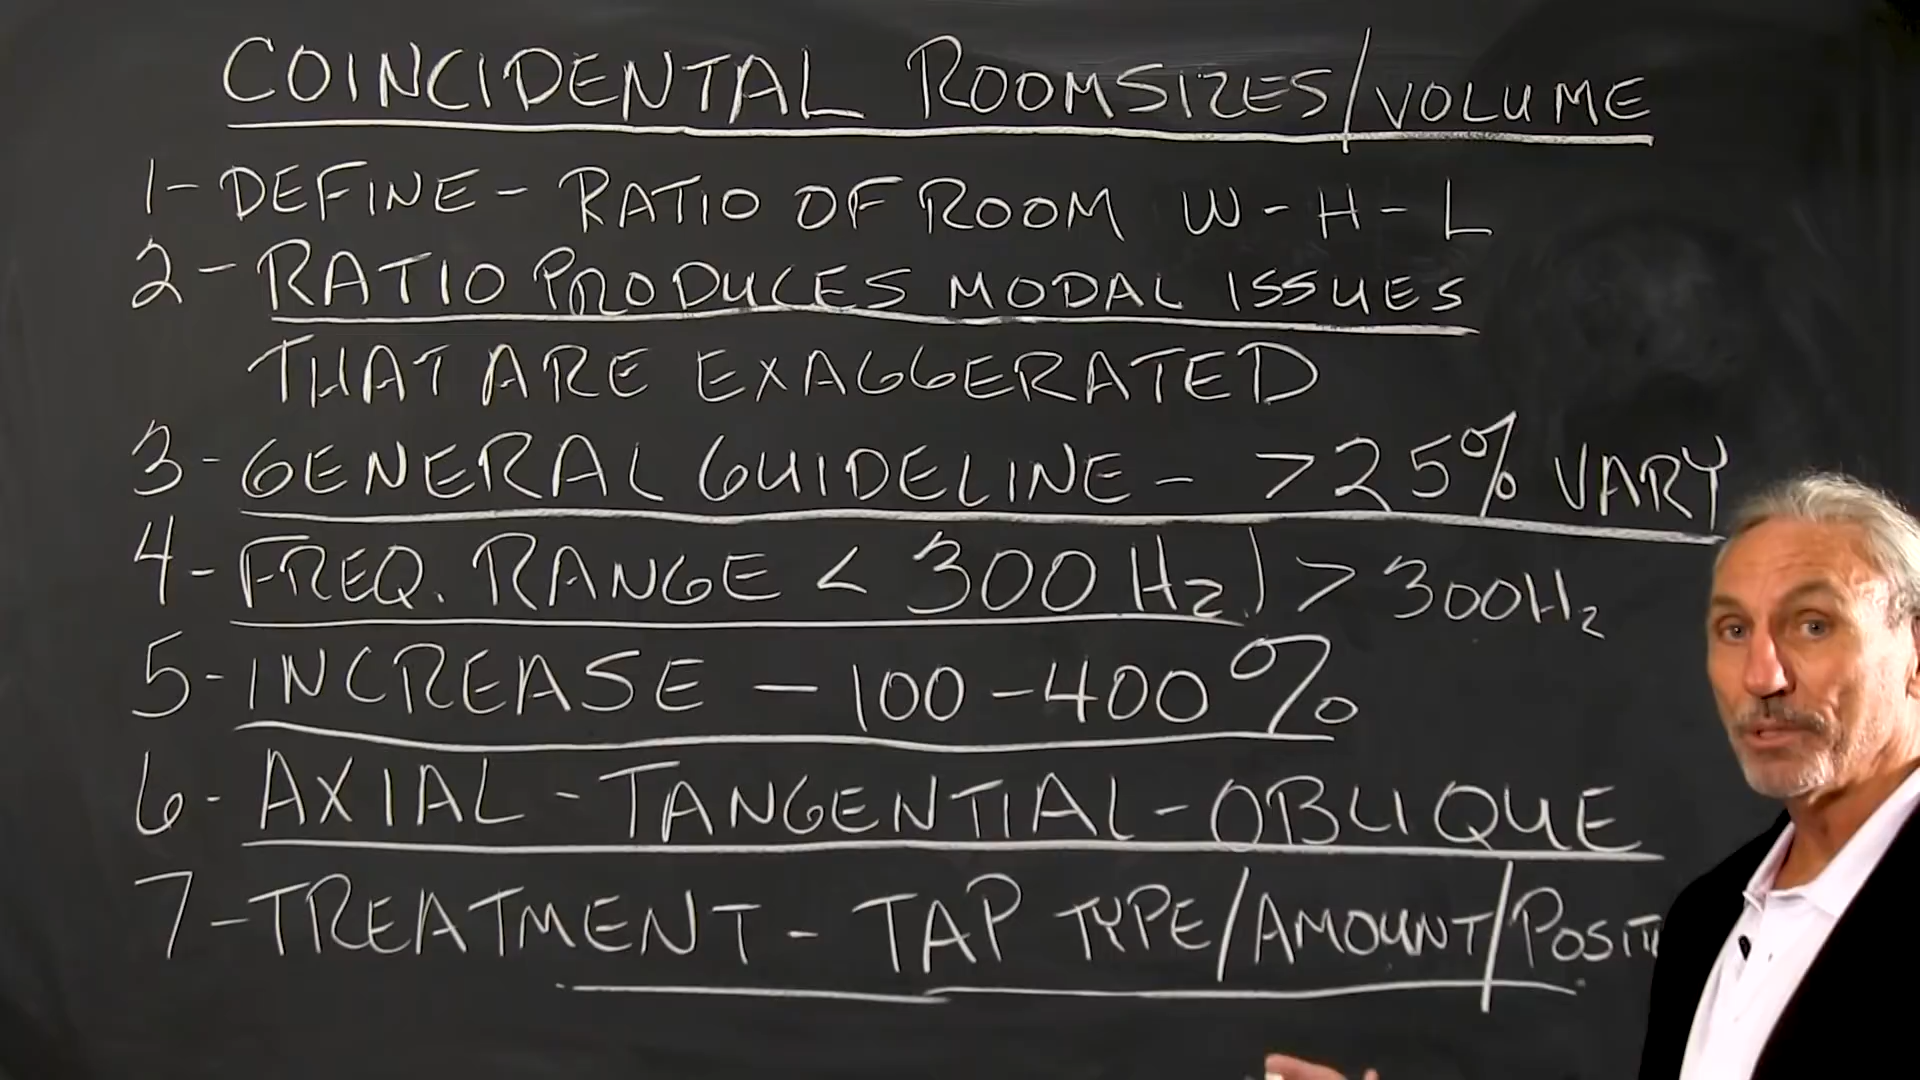 COINCIDENTAL ROOMSIZES/VOLUME
1- DEFINE - RATIO OF ROOM W-H-L
2- RATIO PRODUCES MODAL ISSUES
THAT ARE EXAGGERATED
3- GENERAL GUIDELINE - >25% VARY
4- FREQ. RANGE < 300 Hz) > 300Hz
5- INCREASE - 100-400%
6- AXIAL - TANGENTIAL - OBLIQUE
7- TREATMENT - TAP TYPE/AMOUNT/